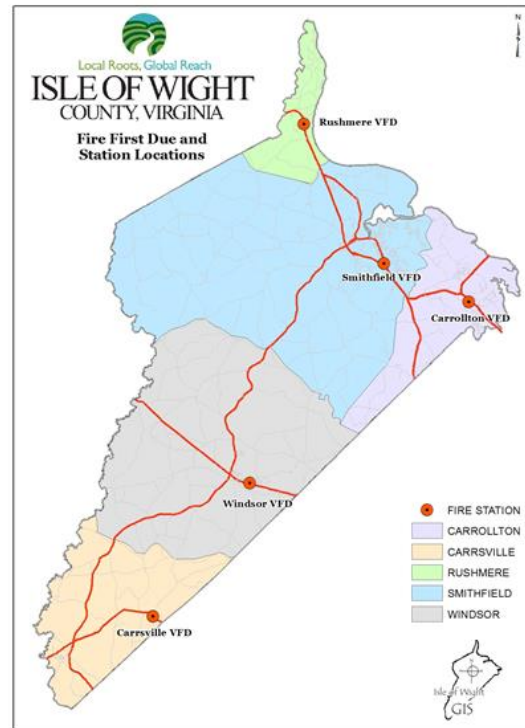 Local Roots, Global Reach
ISLE OF WIGHT
COUNTY, VIRGINIA
Fire First Due and
Station Locations
N
Rushmere VFD
Smithfield VFD
Carrollton VFD
Windsor VFD
Carrsville VFD
FIRE STATION
CARROLLTON
CARRSVILLE
RUSHMERE
SMITHFIELD
WINDSOR
Isle of Wight
GIS